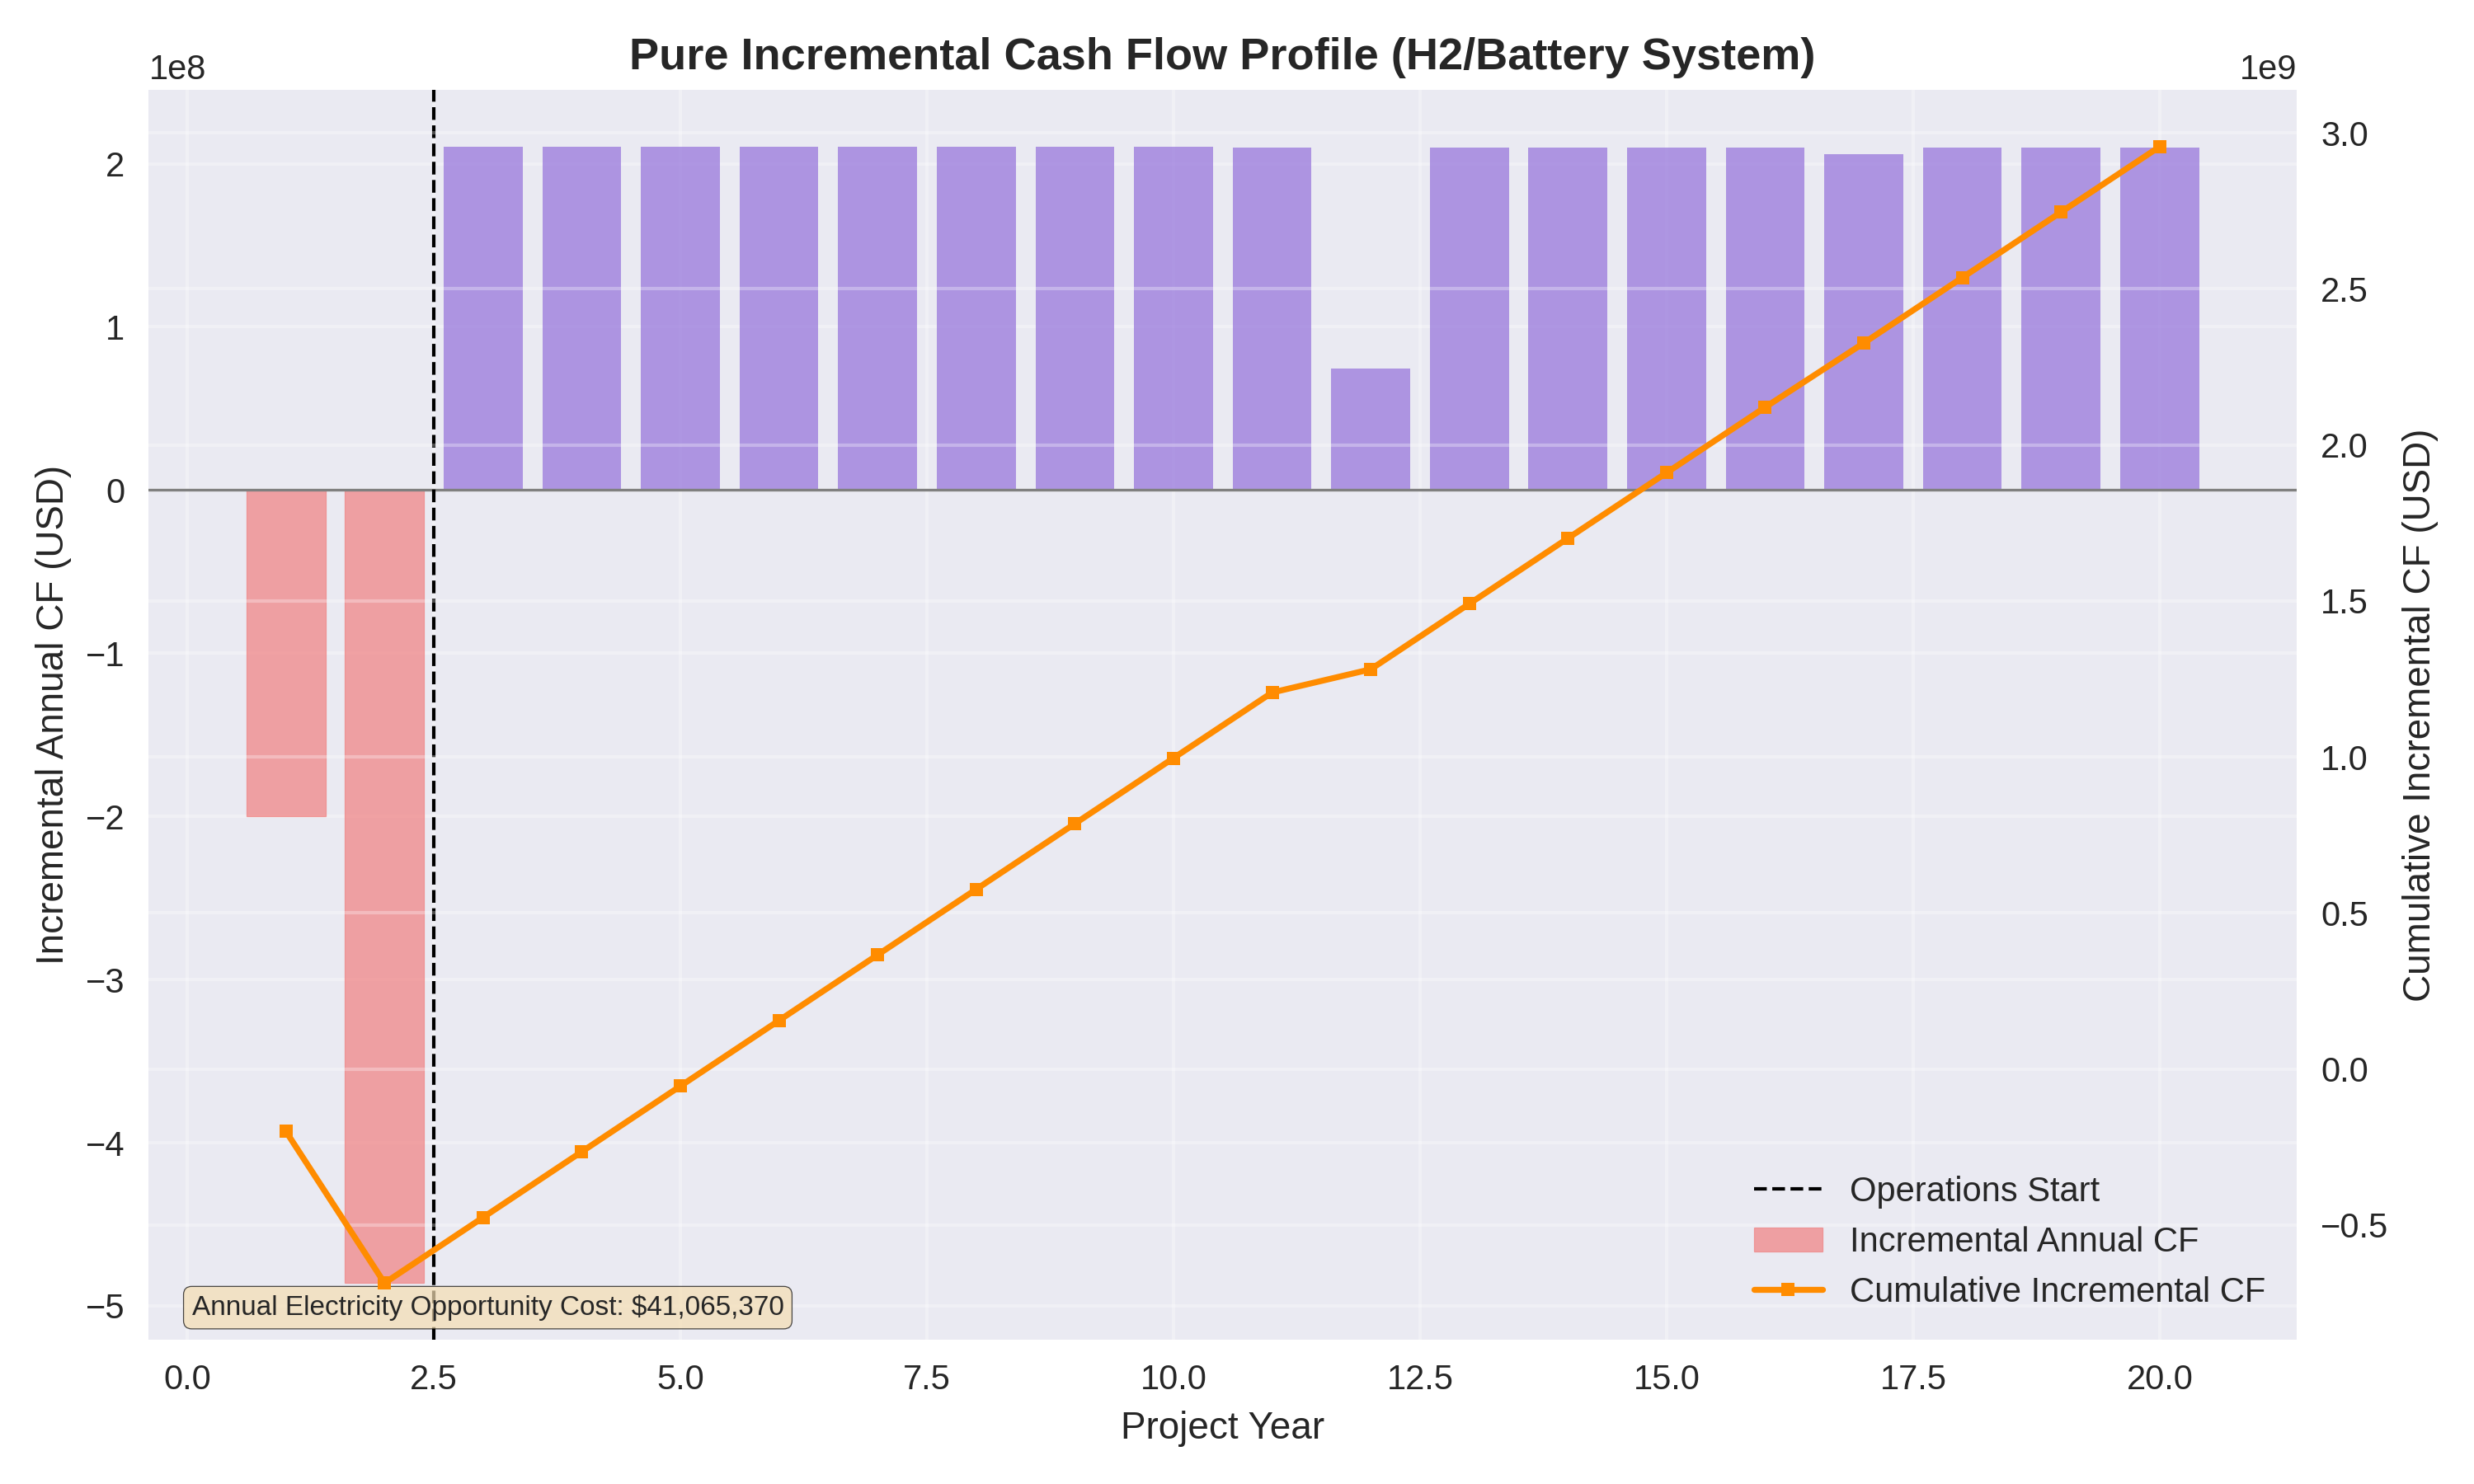 Pure Incremental Cash Flow Profile (H2/Battery System)
1e8
1e9
Incremental Annual CF (USD)
2
1
0
−1
−2
−3
−4
−5
3.0
2.5
2.0
1.5
1.0
0.5
0.0
−0.5
Cumulative Incremental CF (USD)
Operations Start
Incremental Annual CF
Cumulative Incremental CF
Annual Electricity Opportunity Cost: $41,065,370
0.0 2.5 5.0 7.5 10.0 12.5 15.0 17.5 20.0
Project Year